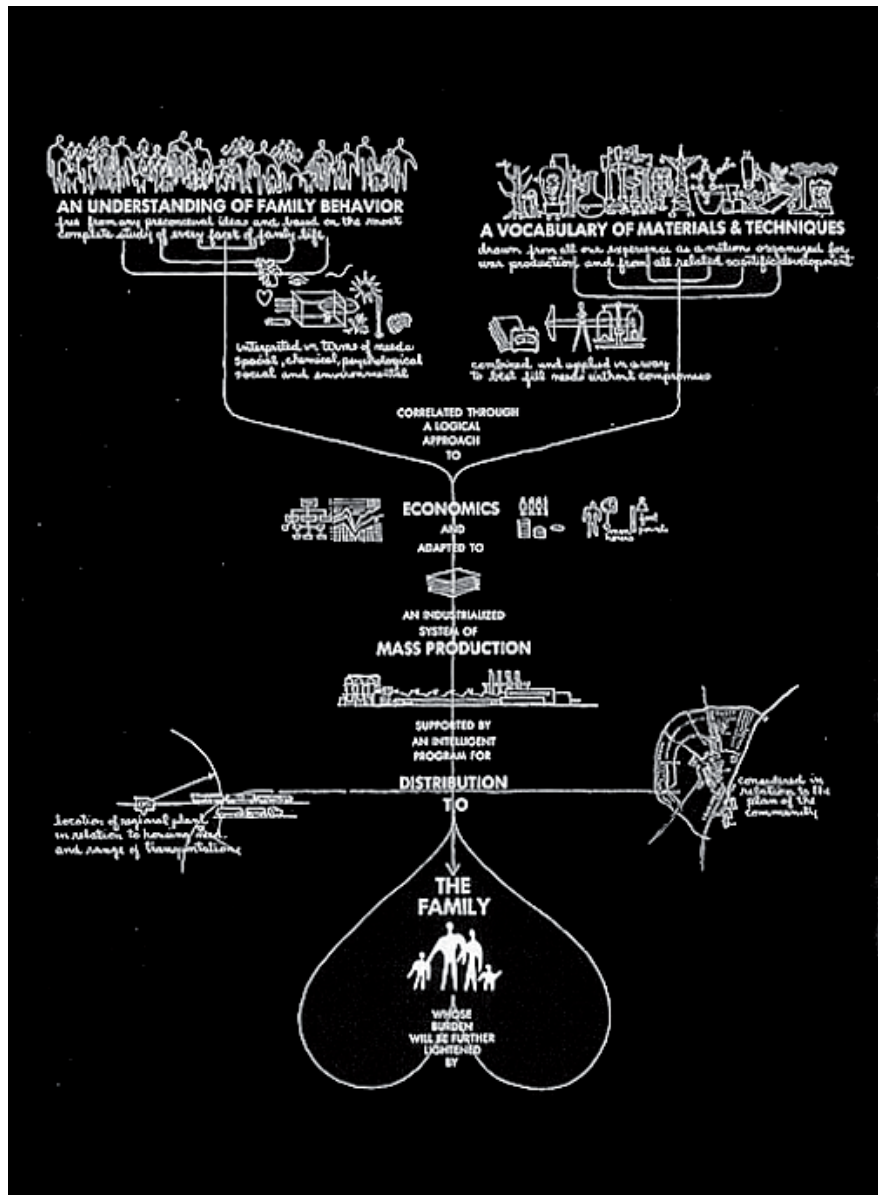 AN UNDERSTANDING OF FAMILY BEHAVIOR
free from any preconceived ideas and based on the most
complete study of every facet of family life
interpreted in terms of needs
spacial, chemical, psychological
social and environmental
A VOCABULARY OF MATERIALS & TECHNIQUES
drawn from all our experience as a nation organized for
war production and from all related scientific development
combined and applied in a way
to best fill needs without compromise
CORRELATED THROUGH
A LOGICAL
APPROACH
TO
ECONOMICS
AND
ADAPTED TO
man
hours
foot
pounds
AN INDUSTRIALIZED
SYSTEM OF
MASS PRODUCTION
SUPPORTED BY
AN INTELLIGENT
PROGRAM FOR
DISTRIBUTION
TO
location of regional plant
in relation to housing need
and range of transportation
considered in
relation to the
plan of the
community
THE
FAMILY
WHOSE
BURDEN
WILL BE FURTHER
LIGHTENED
BY